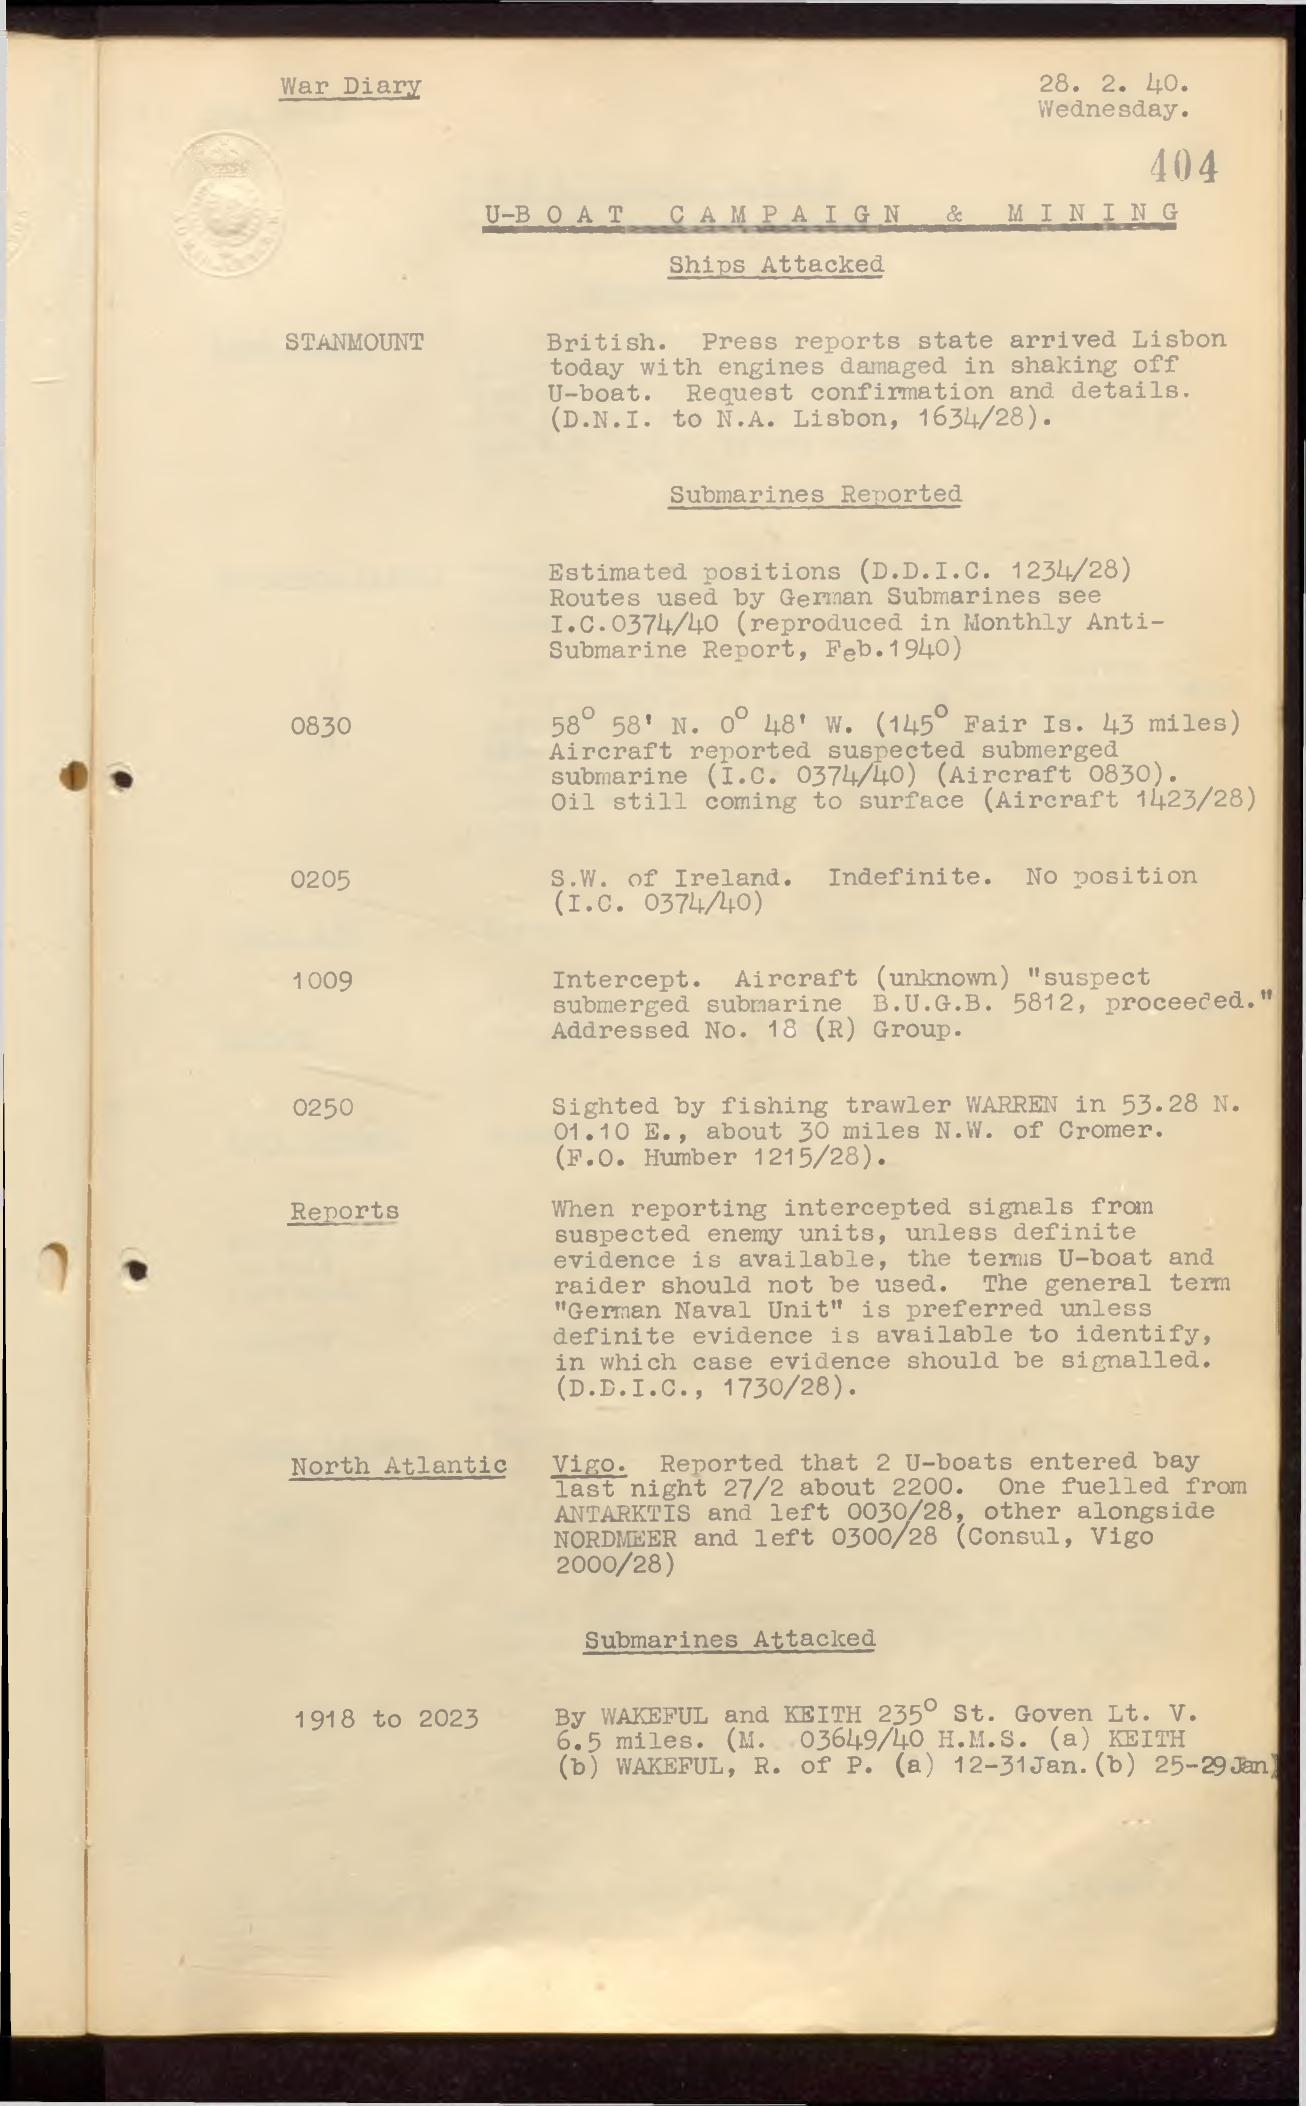 War Diary
28. 2. 40.
Wednesday.
404
U-BOAT CAMPAIGN & MINING
Ships Attacked
STANMOUNT British. Press reports state arrived Lisbon
today with engines damaged in shaking off
U-boat. Request confirmation and details.
(D.N.I. to N.A. Lisbon, 1634/28).
Submarines Reported
Estimated positions (D.D.I.C. 1234/28)
Routes used by German Submarines see
I.C.0374/40 (reproduced in Monthly Anti-
Submarine Report, Feb.1940)
0830 58° 58' N. 0° 48' W. (145° Fair Is. 43 miles)
Aircraft reported suspected submerged
submarine (I.C. 0374/40) (Aircraft 0830).
Oil still coming to surface (Aircraft 1423/28)
0205 S.W. of Ireland. Indefinite. No position
(I.C. 0374/40)
1009 Intercept. Aircraft (unknown) "suspect
submerged submarine B.U.G.B. 5812, proceeded."
Addressed No. 18 (R) Group.
0250 Sighted by fishing trawler WARREN in 53.28 N.
01.10 E., about 30 miles N.W. of Cromer.
(F.O. Humber 1215/28).
Reports When reporting intercepted signals from
suspected enemy units, unless definite
evidence is available, the terms U-boat and
raider should not be used. The general term
"German Naval Unit" is preferred unless
definite evidence is available to identify,
in which case evidence should be signalled.
(D.D.I.C., 1730/28).
North Atlantic Vigo. Reported that 2 U-boats entered bay
last night 27/2 about 2200. One fuelled from
ANTARKTIS and left 0030/28, other alongside
NORDMEER and left 0300/28 (Consul, Vigo
2000/28)
Submarines Attacked
1918 to 2023 By WAKEFUL and KEITH 235° St. Goven Lt. V.
6.5 miles. (M. 03649/40 H.M.S. (a) KEITH
(b) WAKEFUL, R. of P. (a) 12-31Jan.(b) 25-29Jan)